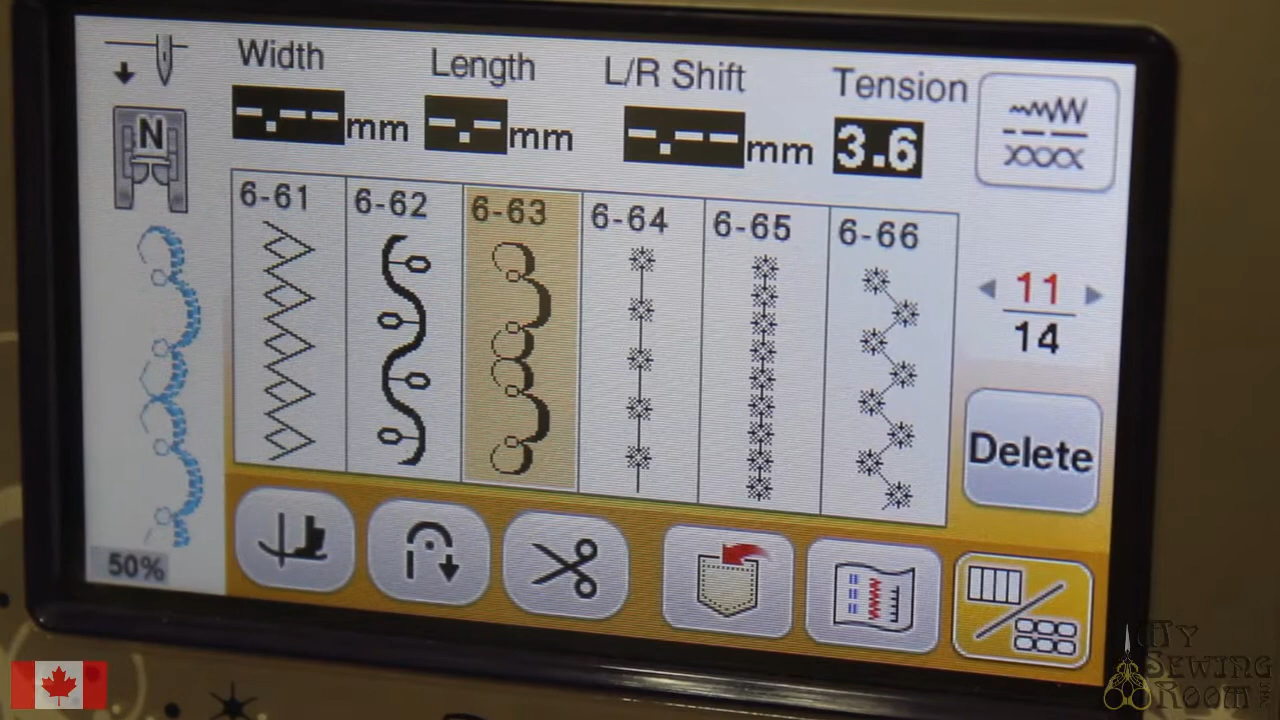 Width Length L/R Shift Tension
-.-- mm -.- mm -.-- mm 3.6
N
6-61 6-62 6-63 6-64 6-65 6-66
11
14
Delete
50%
My
Sewing
Room